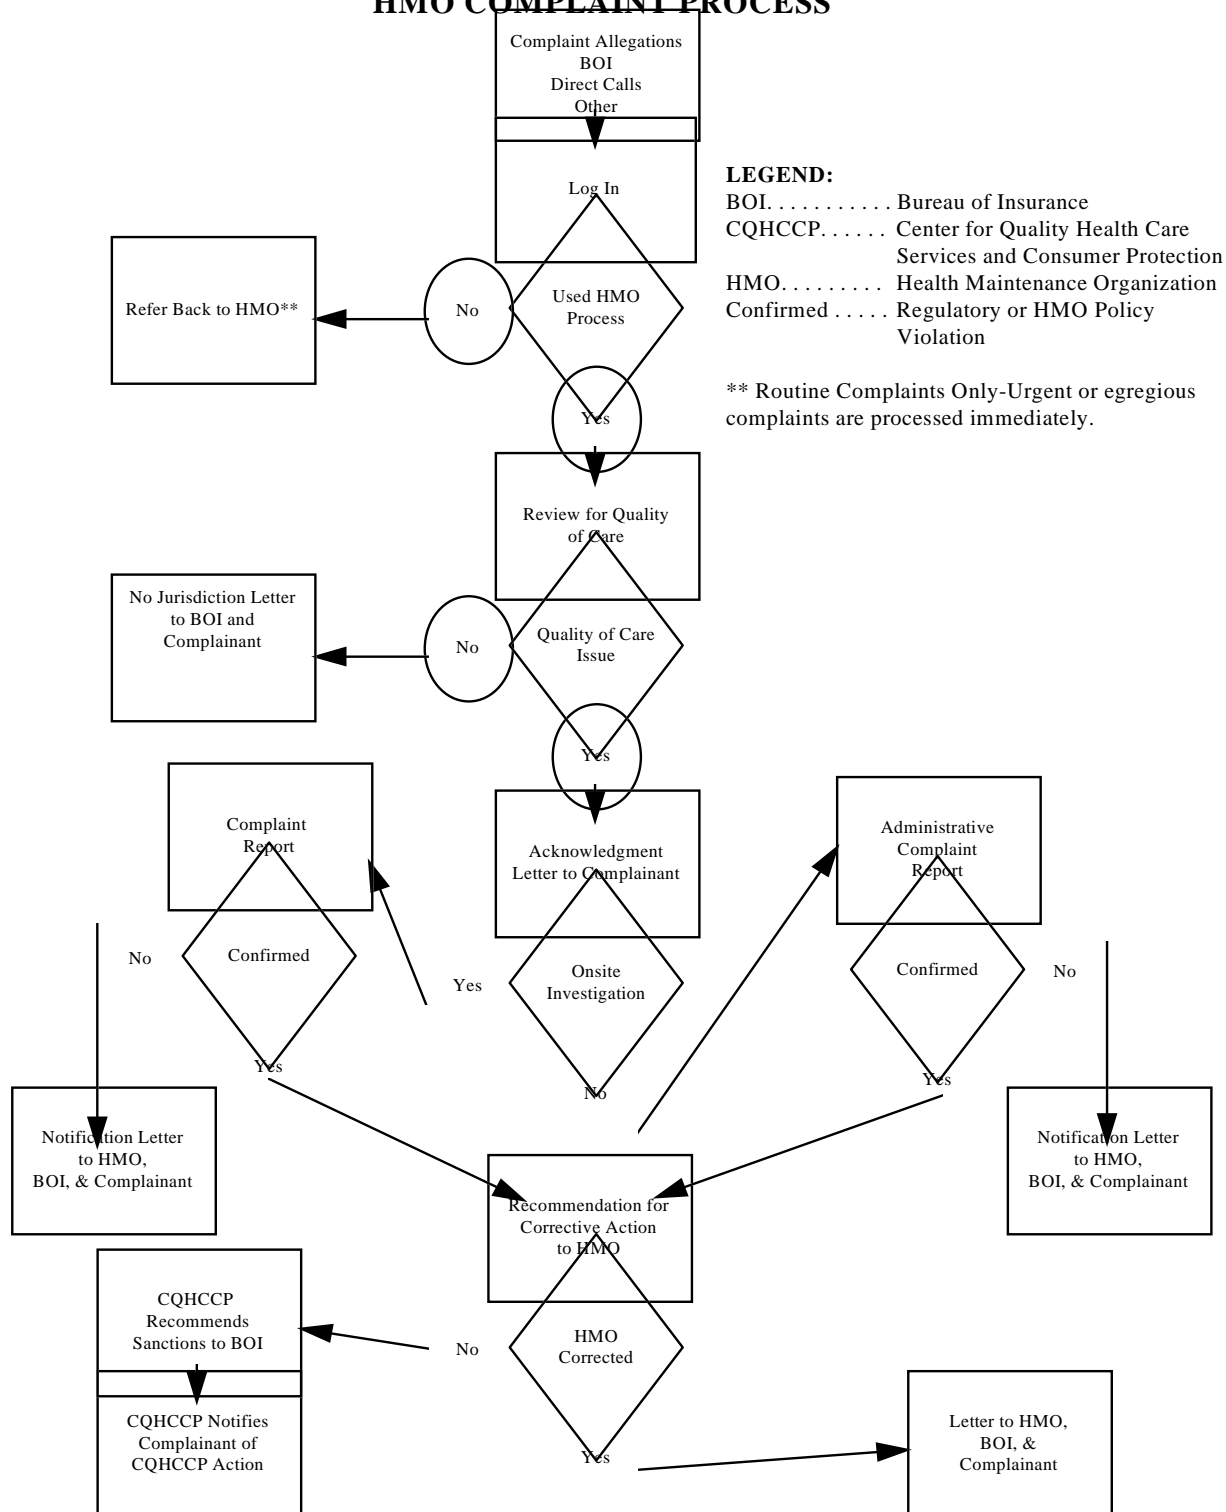 HMO COMPLAINT PROCESS
Complaint Allegations
BOI
Direct Calls
Other
Log In
LEGEND:
BOI. . . . . . . . . . . Bureau of Insurance
CQHCCP. . . . . . Center for Quality Health Care
Services and Consumer Protection
HMO. . . . . . . . . Health Maintenance Organization
Confirmed . . . . . Regulatory or HMO Policy
Violation
** Routine Complaints Only-Urgent or egregious
complaints are processed immediately.
Used HMO
Process
No
Refer Back to HMO**
Yes
Review for Quality
of Care
Quality of Care
Issue
No
No Jurisdiction Letter
to BOI and
Complainant
Yes
Acknowledgment
Letter to Complainant
Onsite
Investigation
Yes
No
Complaint
Report
Confirmed
No
Yes
Notification Letter
to HMO,
BOI, & Complainant
Administrative
Complaint
Report
Confirmed
No
Yes
Notification Letter
to HMO,
BOI, & Complainant
Recommendation for
Corrective Action
to HMO
HMO
Corrected
No
CQHCCP
Recommends
Sanctions to BOI
CQHCCP Notifies
Complainant of
CQHCCP Action
Yes
Letter to HMO,
BOI, &
Complainant